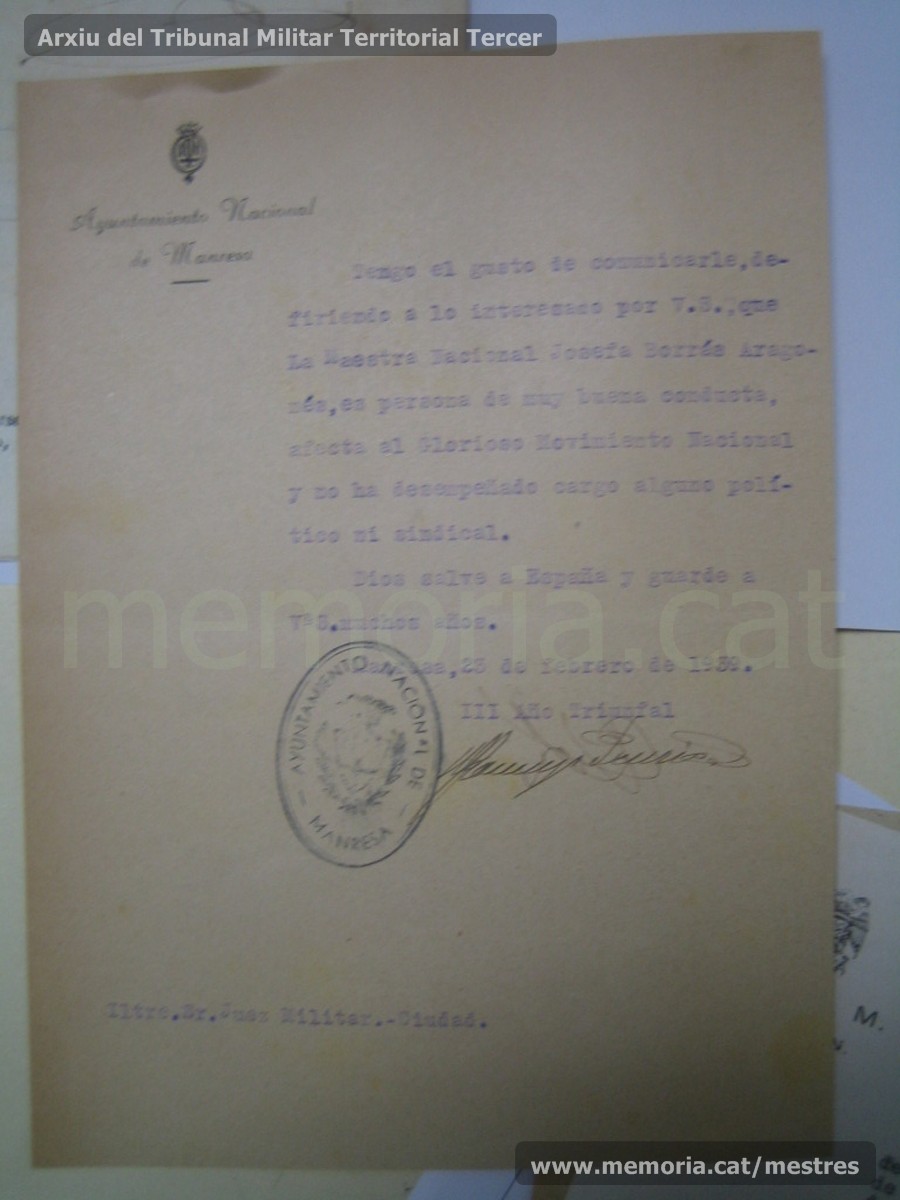 Arxiu del Tribunal Militar Territorial Tercer
Ayuntamiento Nacional
de Manresa
Tengo el gusto de comunicarle,de-
firiendo a lo interesado por V.S.,que
La Maestra Nacional Josefa Borrás Arago-
nés,es persona de muy buena conducta,
afecta al Glorioso Movimiento Nacional
y no ha desempeñado cargo alguno polí-
tico ni sindical.
Dios salve a España y guarde a
VªS.muchos años.
Manresa,23 de febrero de 1939.
III Año Triunfal
AYUNTAMIENTO NACIONAL DE
MANRESA
Iltre.Sr.Juez Militar.-Ciudad.
memoria.cat
M.
www.memoria.cat/mestres